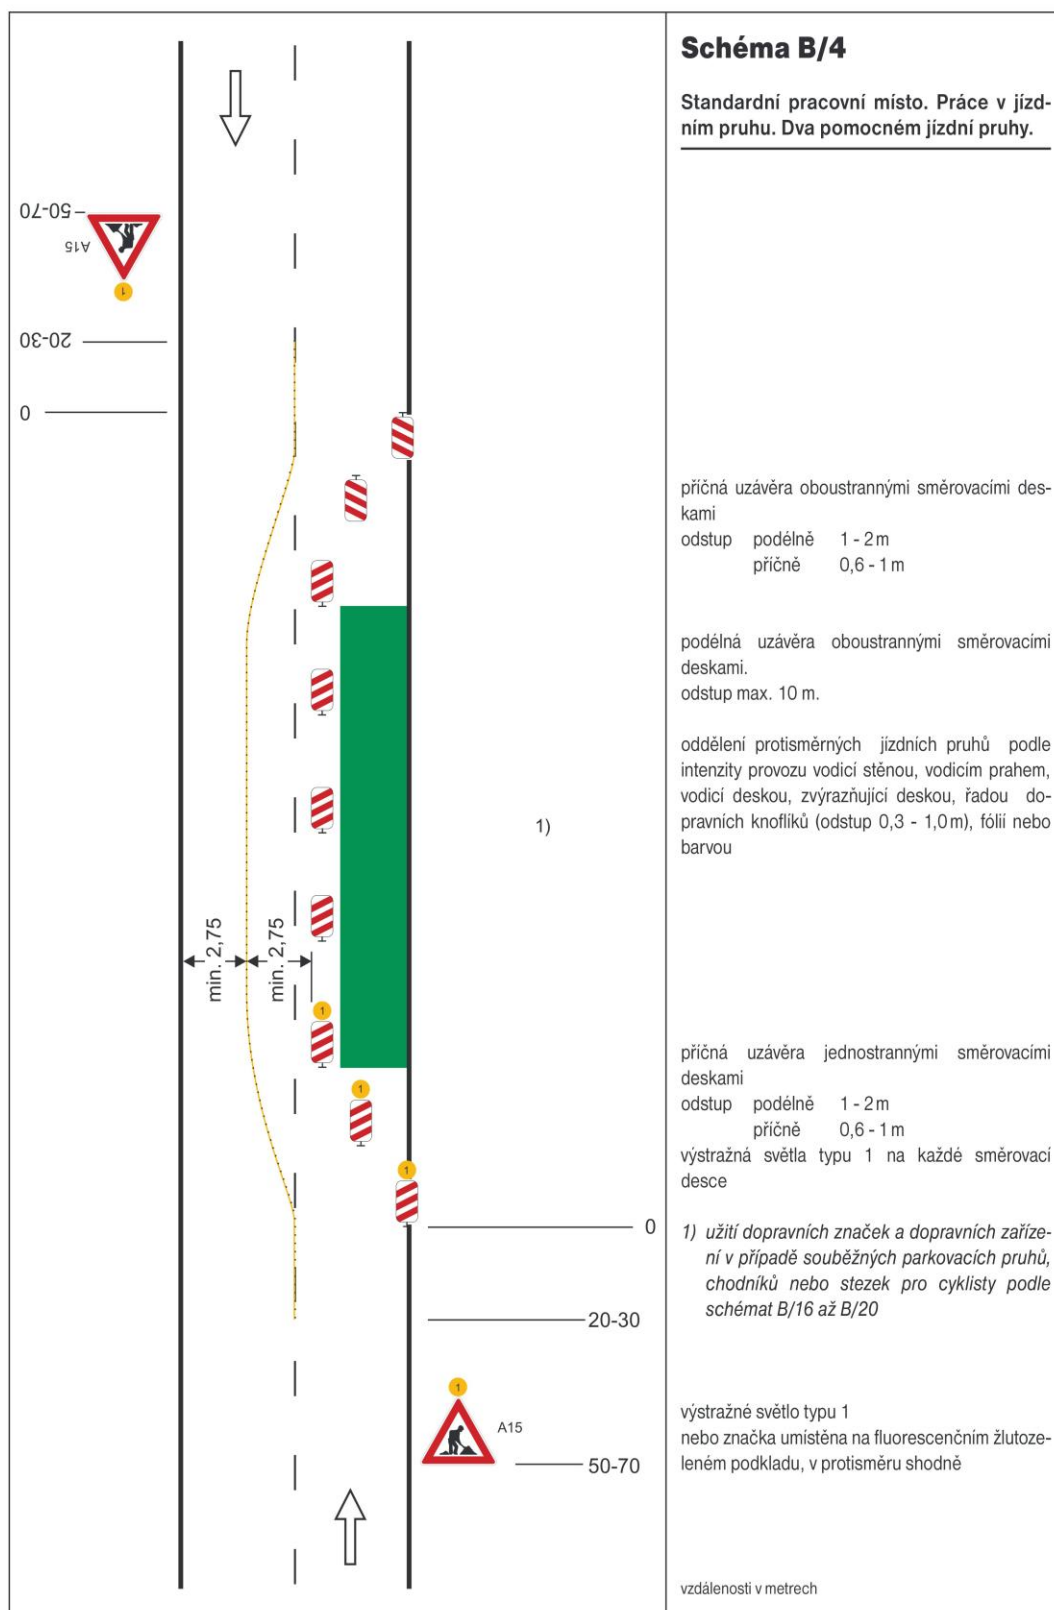 Schéma B/4
Standardní pracovní místo. Práce v jízd-
ním pruhu. Dva pomocném jízdní pruhy.
50-70
A15
1
20-30
0
příčná uzávěra oboustrannými směrovacími des-
kami
odstup podélně 1 - 2 m
příčně 0,6 - 1 m
podélná uzávěra oboustrannými směrovacími
deskami.
odstup max. 10 m.
oddělení protisměrných jízdních pruhů podle
intenzity provozu vodicí stěnou, vodicím prahem,
vodicí deskou, zvýrazňující deskou, řadou do-
pravních knoflíků (odstup 0,3 - 1,0 m), fólií nebo
barvou
1)
min. 2,75
min. 2,75
1
1
1
příčná uzávěra jednostrannými směrovacími
deskami
odstup podélně 1 - 2 m
příčně 0,6 - 1 m
výstražná světla typu 1 na každé směrovací
desce
0
1) užití dopravních značek a dopravních zaříze-
ní v případě souběžných parkovacích pruhů,
chodníků nebo stezek pro cyklisty podle
schémat B/16 až B/20
20-30
1
A15
50-70
výstražné světlo typu 1
nebo značka umístěna na fluorescenčním žlutoze-
leném podkladu, v protisměru shodně
vzdálenosti v metrech